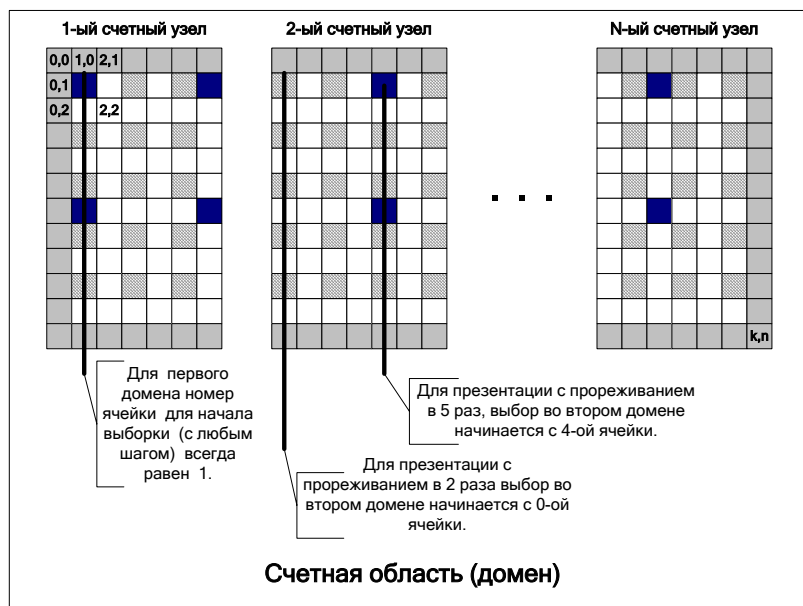 1-ый счетный узел
2-ый счетный узел
N-ый счетный узел
0,0 1,0 2,1
0,1
0,2 2,2
. . .
k,n
Для первого
домена номер
ячейки для начала
выборки (с любым
шагом) всегда
равен 1.
Для презентации с прореживанием
в 5 раз, выбор во втором домене
начинается с 4-ой ячейки.
Для презентации с
прореживанием в 2 раза выбор во
втором домене начинается с 0-ой
ячейки.
Счетная область (домен)